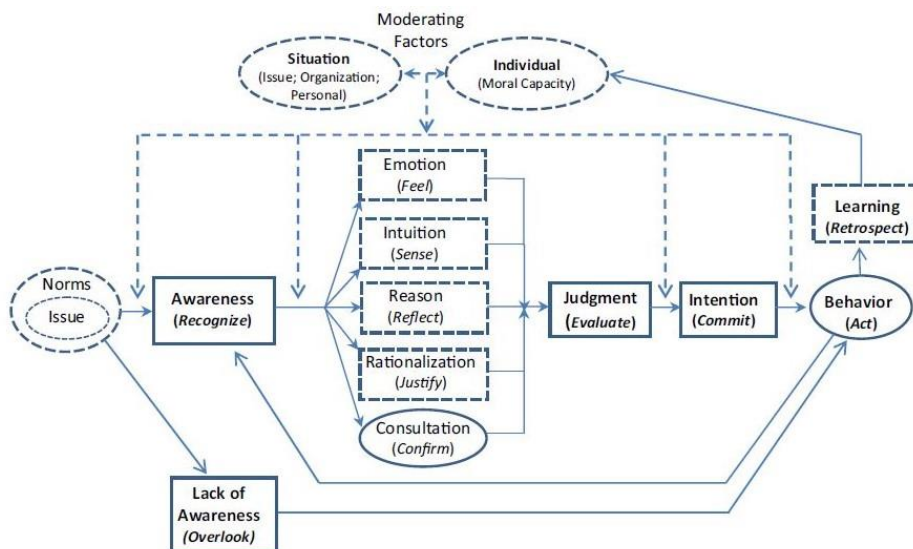 Moderating
Factors
Situation
(Issue; Organization;
Personal)
Individual
(Moral Capacity)
Emotion
(Feel)
Intuition
(Sense)
Reason
(Reflect)
Rationalization
(Justify)
Consultation
(Confirm)
Norms
Issue
Awareness
(Recognize)
Judgment
(Evaluate)
Intention
(Commit)
Learning
(Retrospect)
Behavior
(Act)
Lack of
Awareness
(Overlook)